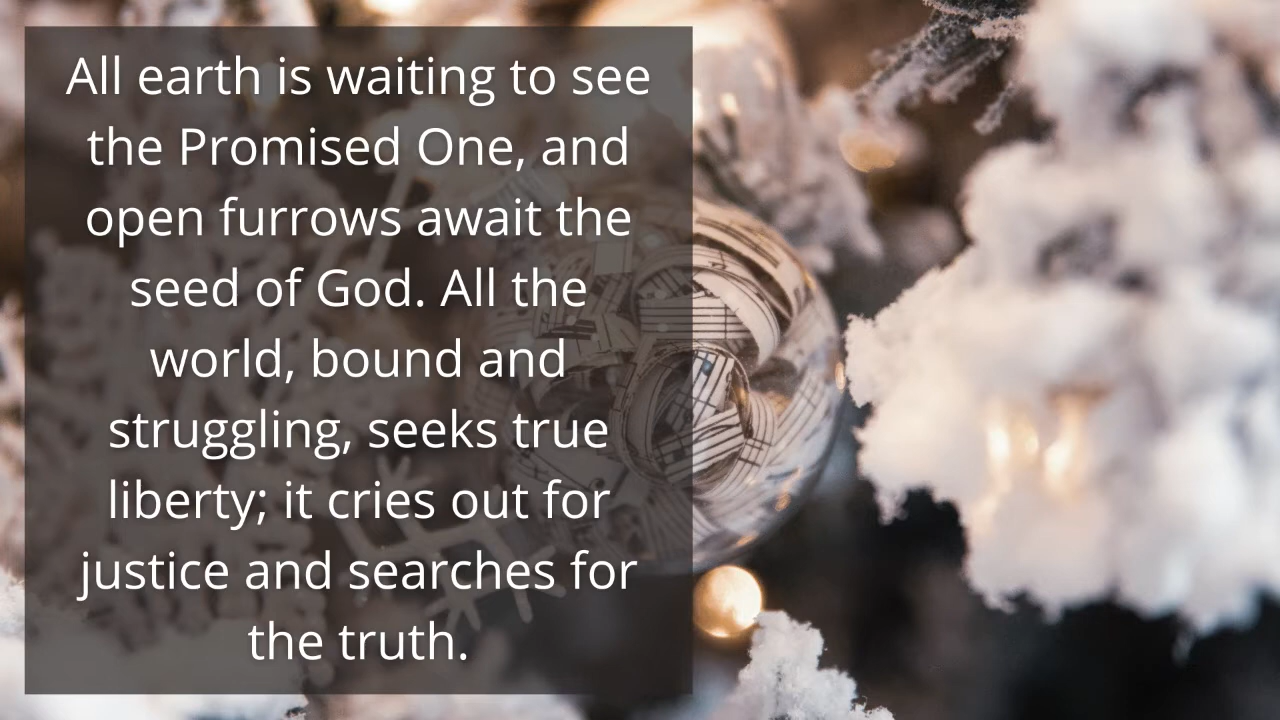 All earth is waiting to see
the Promised One, and
open furrows await the
seed of God. All the
world, bound and
struggling, seeks true
liberty; it cries out for
justice and searches for
the truth.